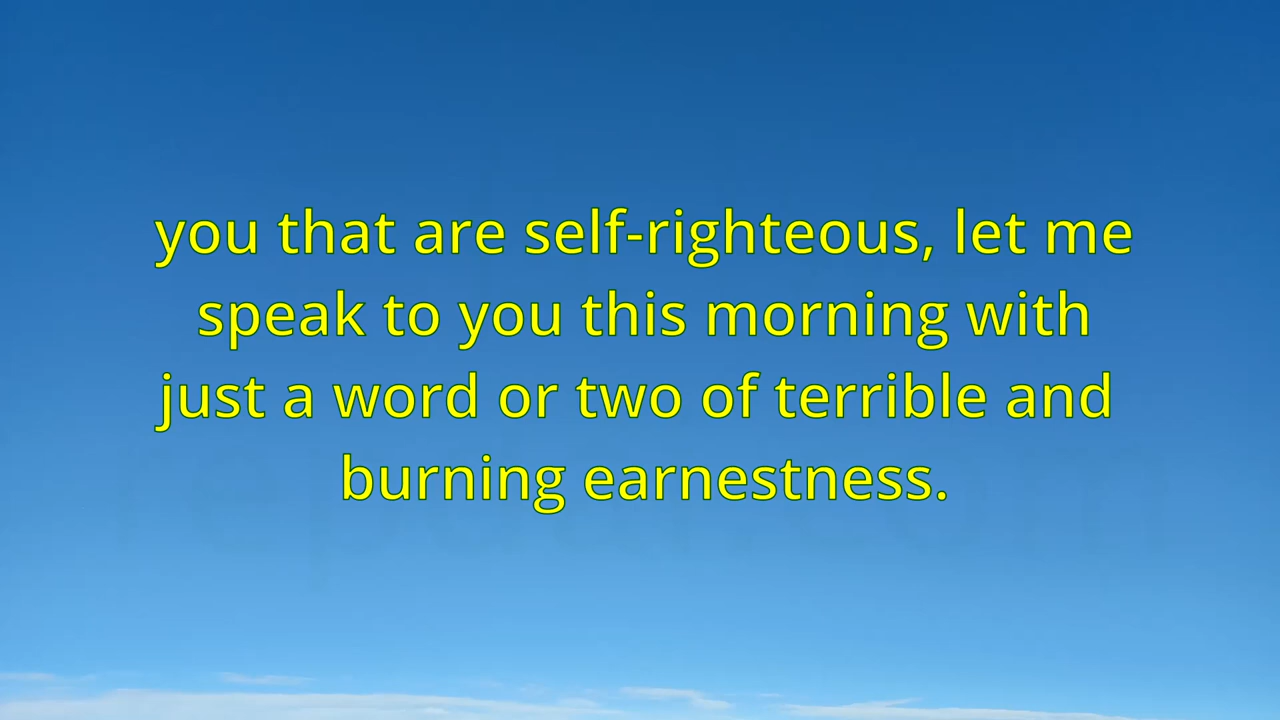 you that are self-righteous, let me
speak to you this morning with
just a word or two of terrible and
burning earnestness.